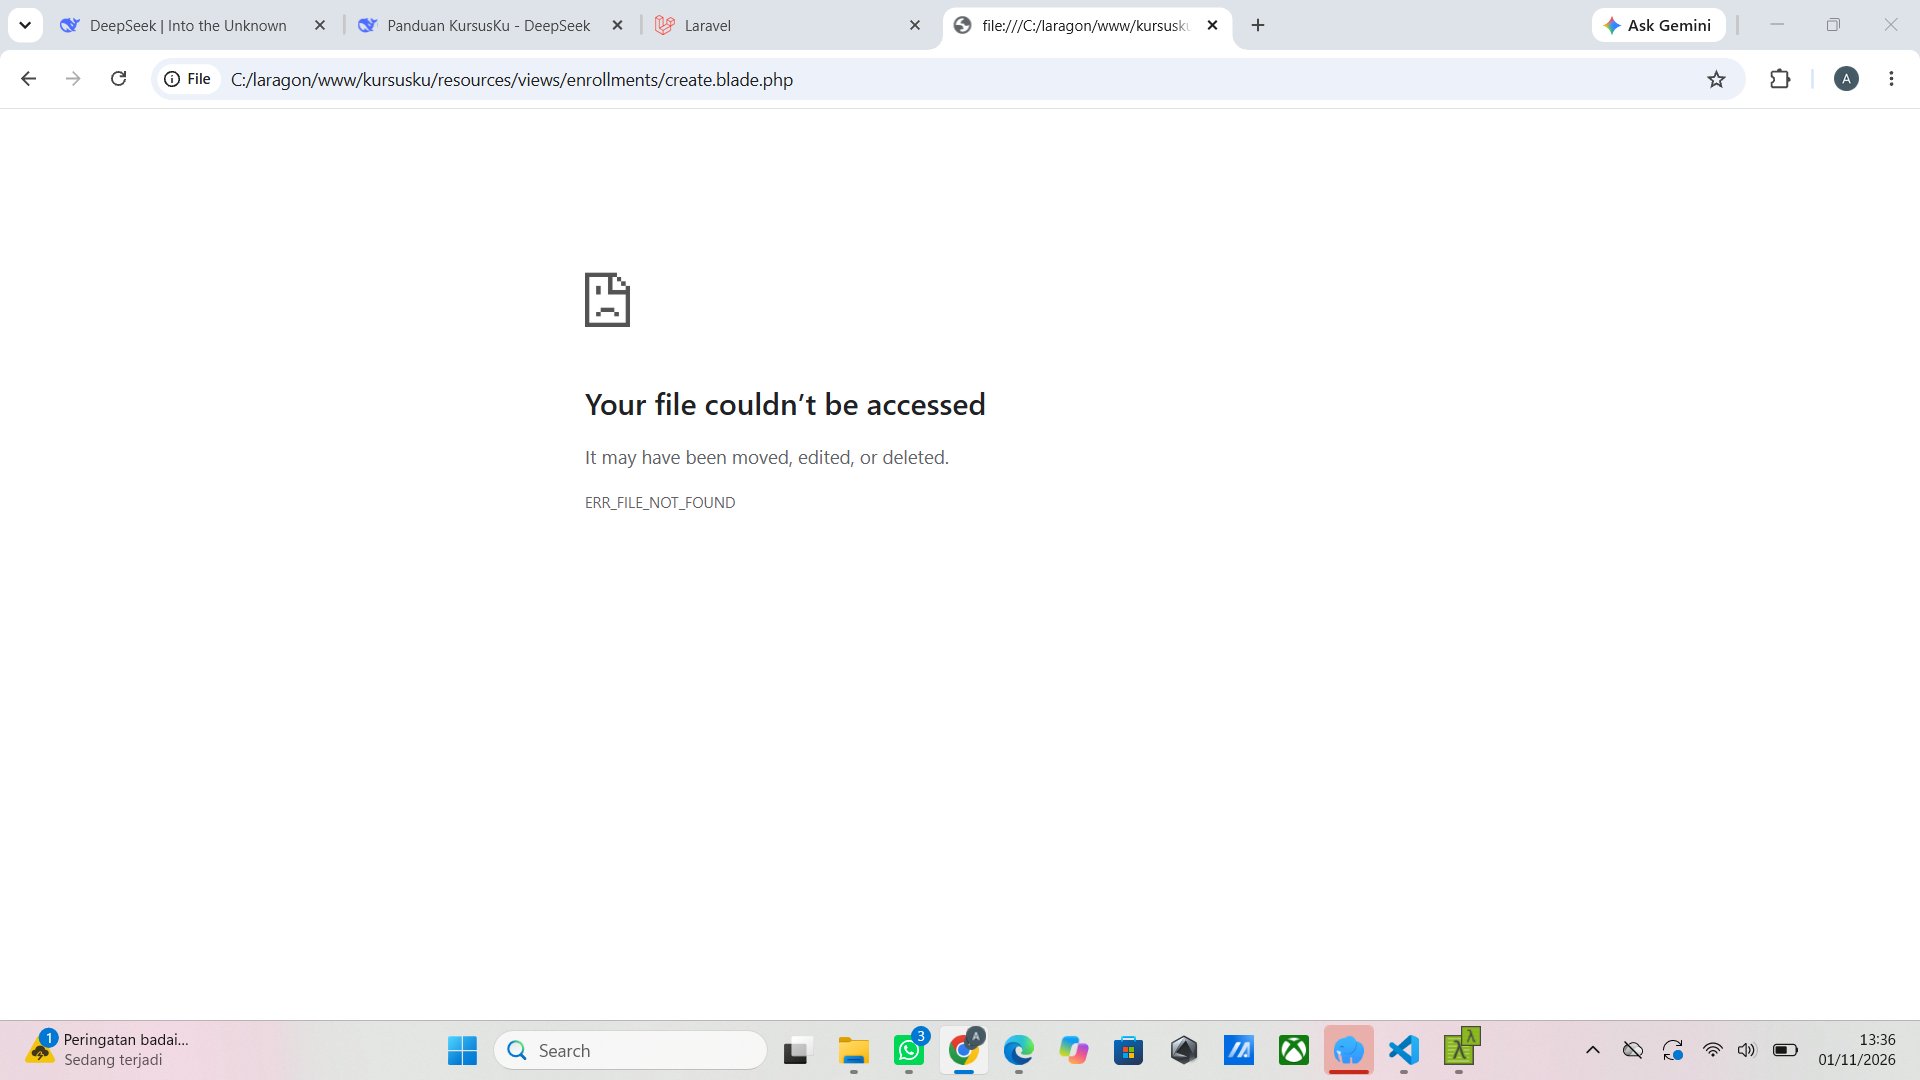 DeepSeek | Into the Unknown
Panduan KursusKu - DeepSeek
Laravel
file:///C:/laragon/www/kursusku
Ask Gemini
File
C:/laragon/www/kursusku/resources/views/enrollments/create.blade.php
A
Your file couldn’t be accessed
It may have been moved, edited, or deleted.
ERR_FILE_NOT_FOUND
1
Peringatan badai...
Sedang terjadi
Search
3
A
13:36
01/11/2026